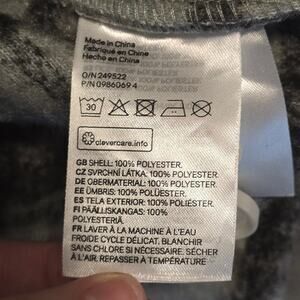 Made in China
Fabriqué en Chine
Hecho en China
O/N 249522
P/N 0986069 4
30
clevercare.info
GB SHELL: 100% POLYESTER.
CZ SVRCHNÍ LÁTKA: 100% POLYESTER.
DE OBERMATERIAL: 100% POLYESTER.
EE ÜMBRIS: 100% POLÜESTER.
ES TELA EXTERIOR: 100% POLIÉSTER.
FI PÄÄLLISKANGAS: 100%
POLYESTERIÄ.
FR LAVER À LA MACHINE À L'EAU
FROIDE CYCLE DÉLICAT, BLANCHIR
SANS CHLORE SI NÉCESSAIRE. SÉCHER
À L'AIR. REPASSER À TEMPÉRATURE